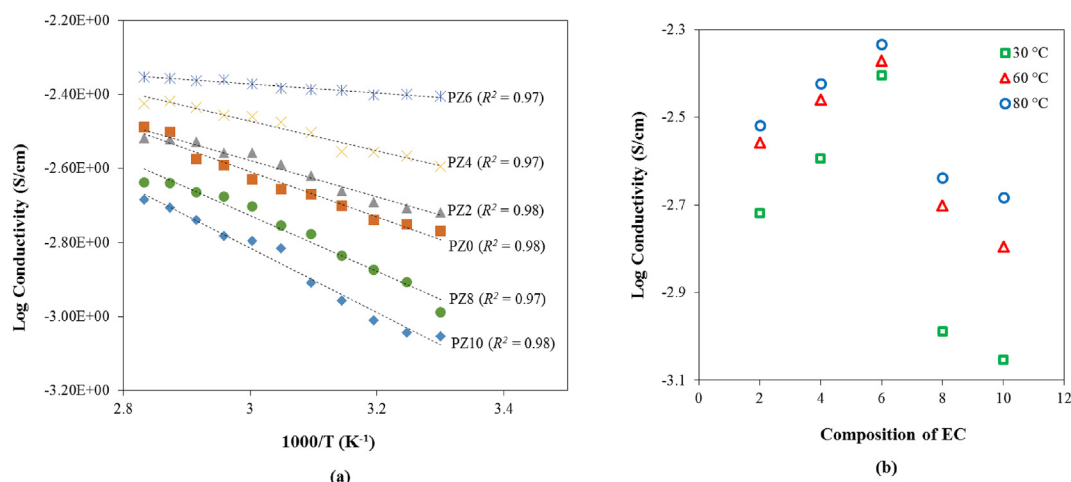 -2.20E+00
-2.40E+00
-2.60E+00
-2.80E+00
-3.00E+00
-3.20E+00
Log Conductivity (S/cm)
PZ6 (R² = 0.97)
PZ4 (R² = 0.97)
PZ2 (R² = 0.98)
PZ0 (R² = 0.98)
PZ8 (R² = 0.97)
PZ10 (R² = 0.98)
2.8 3 3.2 3.4
1000/T (K⁻¹)
(a)
-2.3
-2.5
-2.7
-2.9
-3.1
Log Conductivity (S/cm)
30 °C
60 °C
80 °C
0 2 4 6 8 10 12
Composition of EC
(b)